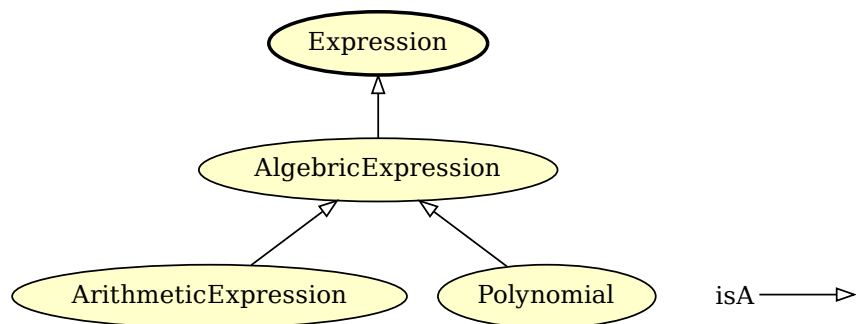 Expression
AlgebricExpression
ArithmeticExpression
Polynomial
isA